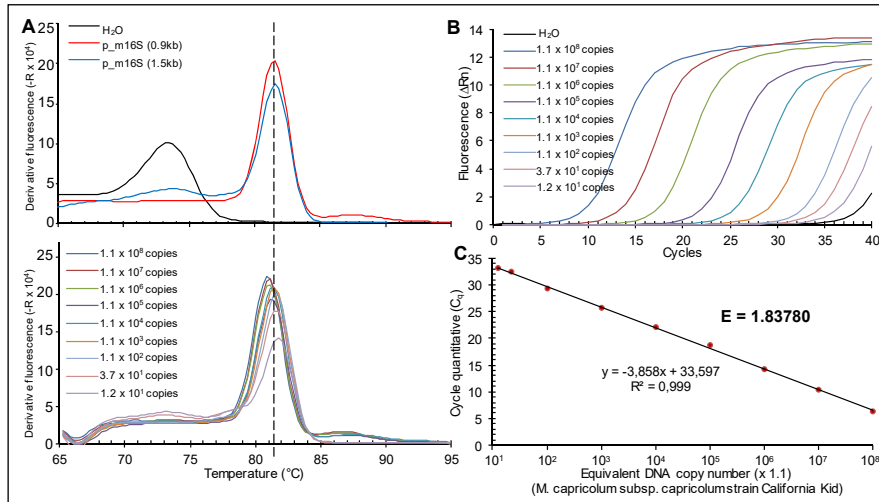 A
H₂O
p_m16S (0.9kb)
p_m16S (1.5kb)
Derivative fluorescence (-R x 10⁴)
25
20
15
10
5
0
1.1 x 10⁸ copies
1.1 x 10⁷ copies
1.1 x 10⁶ copies
1.1 x 10⁵ copies
1.1 x 10⁴ copies
1.1 x 10³ copies
1.1 x 10² copies
3.7 x 10¹ copies
1.2 x 10¹ copies
Derivative fluorescence (-R x 10⁴)
25
20
15
10
5
0
65 70 75 80 85 90 95
Temperature (°C)
B
H₂O
1.1 x 10⁸ copies
1.1 x 10⁷ copies
1.1 x 10⁶ copies
1.1 x 10⁵ copies
1.1 x 10⁴ copies
1.1 x 10³ copies
1.1 x 10² copies
3.7 x 10¹ copies
1.2 x 10¹ copies
Fluorescence (ΔRn)
14
12
10
8
6
4
2
0
0 5 10 15 20 25 30 35 40
Cycles
C
Cycle quantitative (Cq)
35
30
25
20
15
10
5
0
E = 1.83780
y = -3,858x + 33,597
R² = 0,999
10¹ 10² 10³ 10⁴ 10⁵ 10⁶ 10⁷ 10⁸
Equivalent DNA copy number (x 1.1)
(M. capricolum subsp. capricolum strain California Kid)